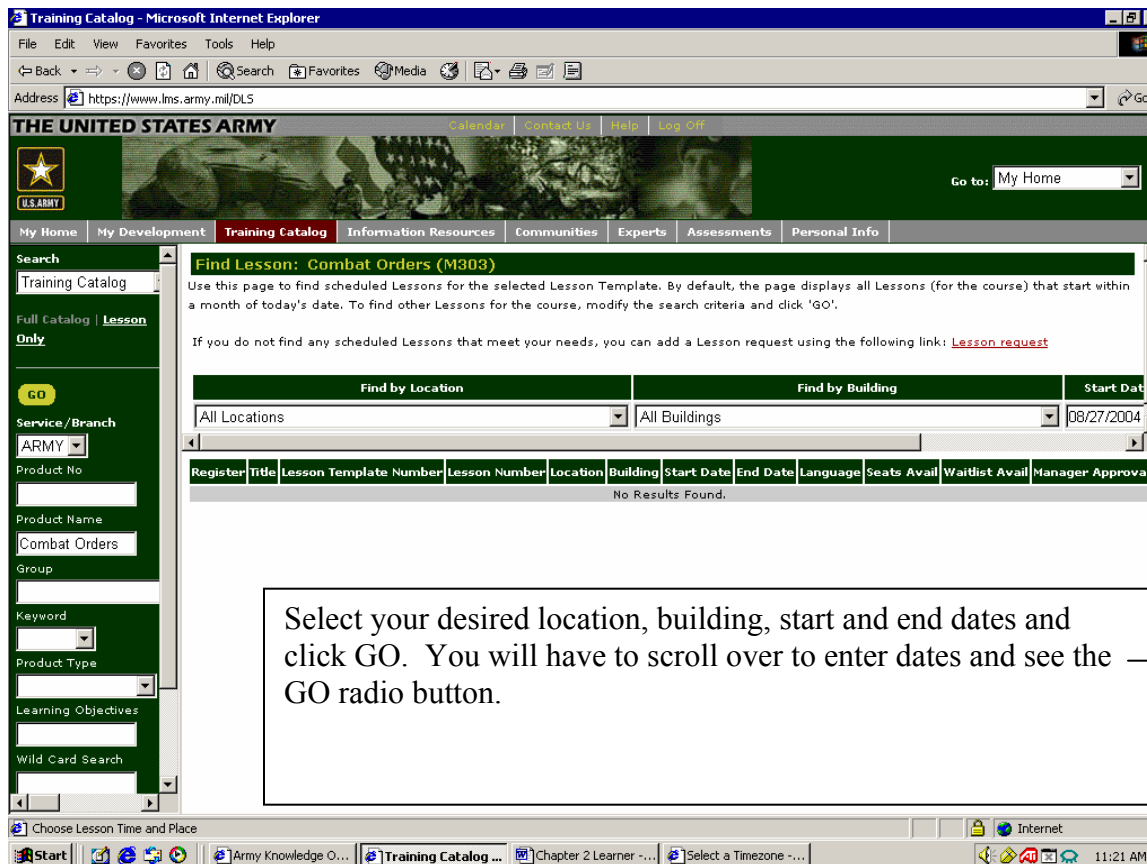 Training Catalog - Microsoft Internet Explorer
File Edit View Favorites Tools Help
Back Search Favorites Media
Address https://www.lms.army.mil/DLS Go
THE UNITED STATES ARMY Calendar Contact Us Help Log Off
U.S.ARMY
Go to: My Home
My Home My Development Training Catalog Information Resources Communities Experts Assessments Personal Info
Search
Training Catalog
Full Catalog | Lesson
Only
GO
Service/Branch
ARMY
Product No
Product Name
Combat Orders
Group
Keyword
Product Type
Learning Objectives
Wild Card Search
Find Lesson: Combat Orders (M303)
Use this page to find scheduled Lessons for the selected Lesson Template. By default, the page displays all Lessons (for the course) that start within
a month of today's date. To find other Lessons for the course, modify the search criteria and click 'GO'.
If you do not find any scheduled Lessons that meet your needs, you can add a Lesson request using the following link: Lesson request
Find by Location Find by Building Start Dat
All Locations All Buildings 08/27/2004
Register Title Lesson Template Number Lesson Number Location Building Start Date End Date Language Seats Avail Waitlist Avail Manager Approva
No Results Found.
Select your desired location, building, start and end dates and
click GO. You will have to scroll over to enter dates and see the
GO radio button.
Choose Lesson Time and Place Internet
Start Army Knowledge O... Training Catalog ... Chapter 2 Learner -... Select a Timezone -... 11:21 AM